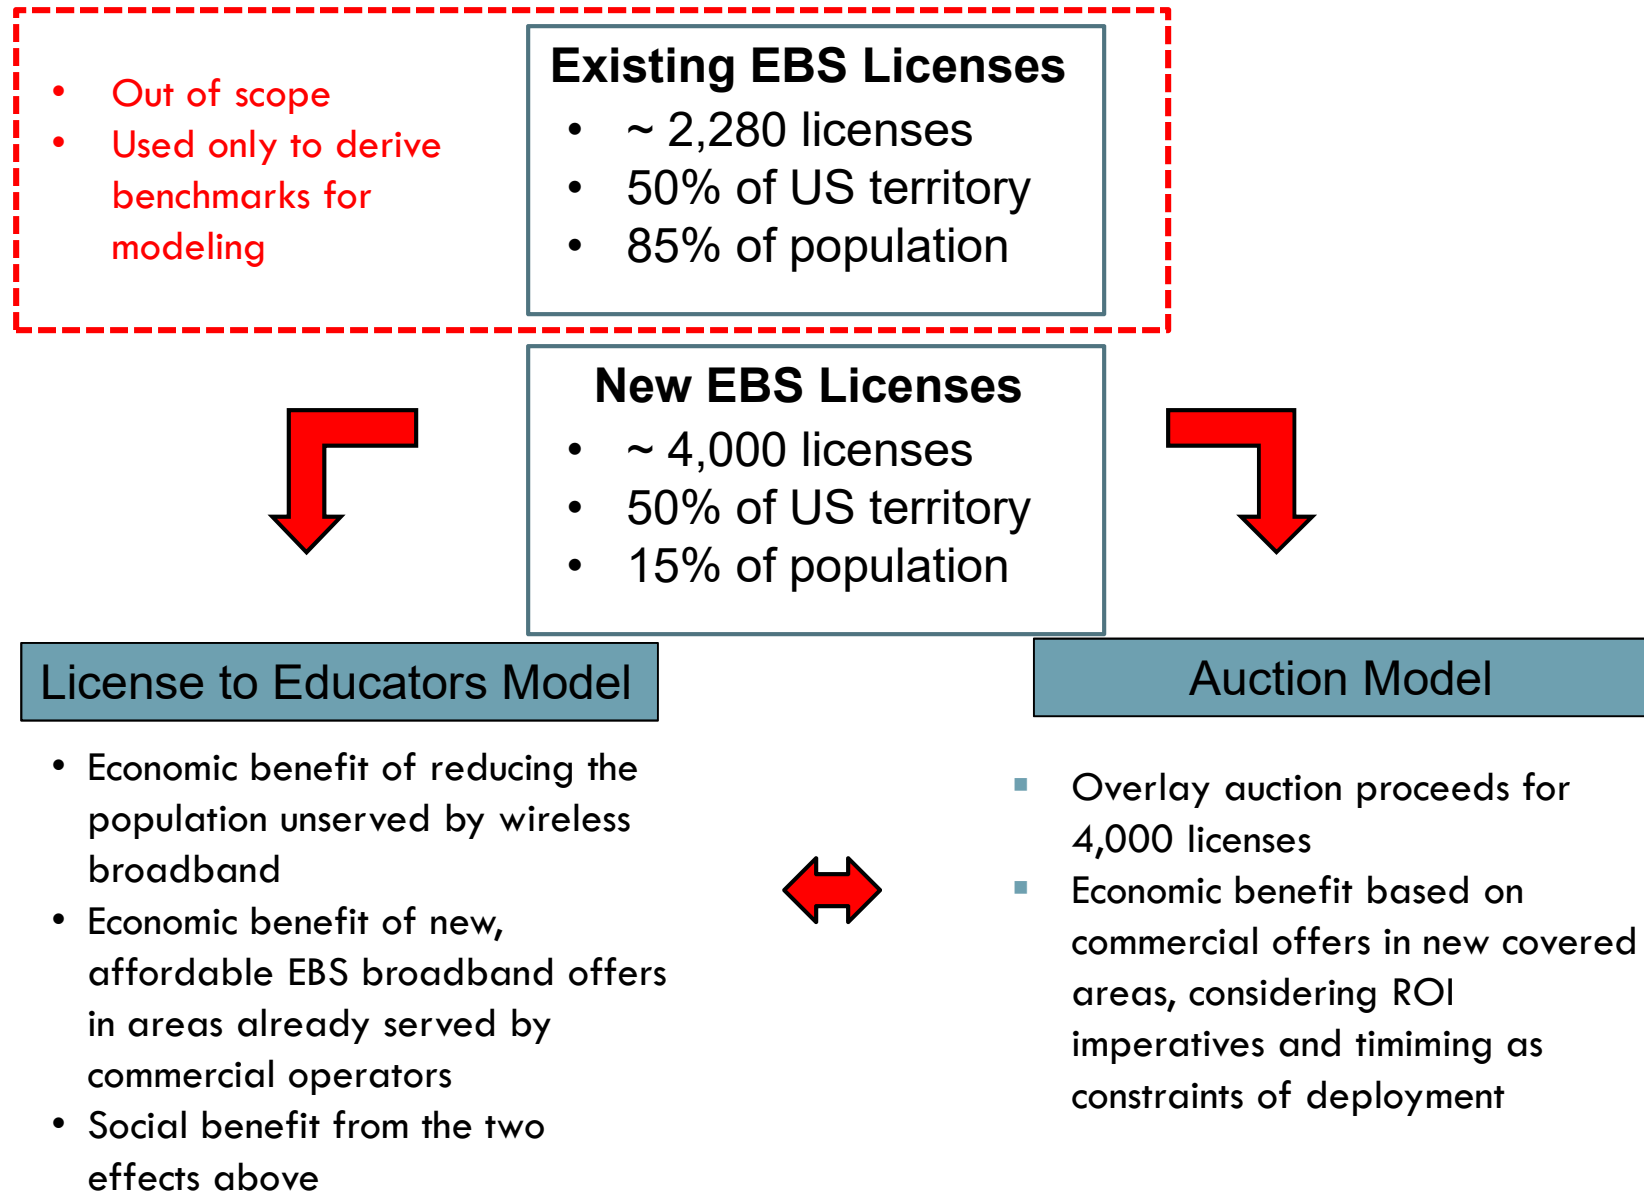 • Out of scope
• Used only to derive
benchmarks for
modeling
Existing EBS Licenses
• ~ 2,280 licenses
• 50% of US territory
• 85% of population
New EBS Licenses
• ~ 4,000 licenses
• 50% of US territory
• 15% of population
License to Educators Model
• Economic benefit of reducing the
population unserved by wireless
broadband
• Economic benefit of new,
affordable EBS broadband offers
in areas already served by
commercial operators
• Social benefit from the two
effects above
Auction Model
▪ Overlay auction proceeds for
4,000 licenses
▪ Economic benefit based on
commercial offers in new covered
areas, considering ROI
imperatives and timiming as
constraints of deployment